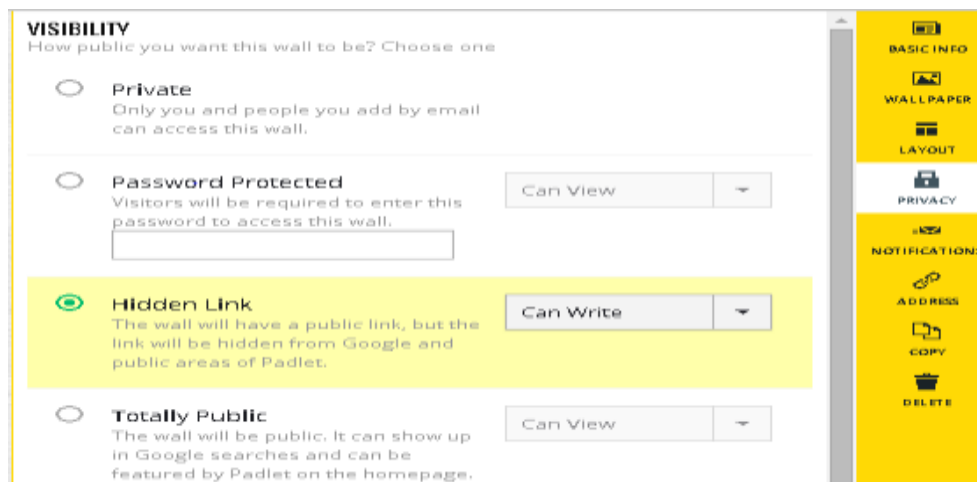 VISIBILITY
How public you want this wall to be? Choose one
Private
Only you and people you add by email
can access this wall.
Password Protected
Visitors will be required to enter this
password to access this wall.
Can View
Hidden Link
The wall will have a public link, but the
link will be hidden from Google and
public areas of Padlet.
Can Write
Totally Public
The wall will be public. It can show up
in Google searches and can be
featured by Padlet on the homepage.
Can View
BASIC INFO
WALLPAPER
LAYOUT
PRIVACY
NOTIFICATION
ADDRESS
COPY
DELETE